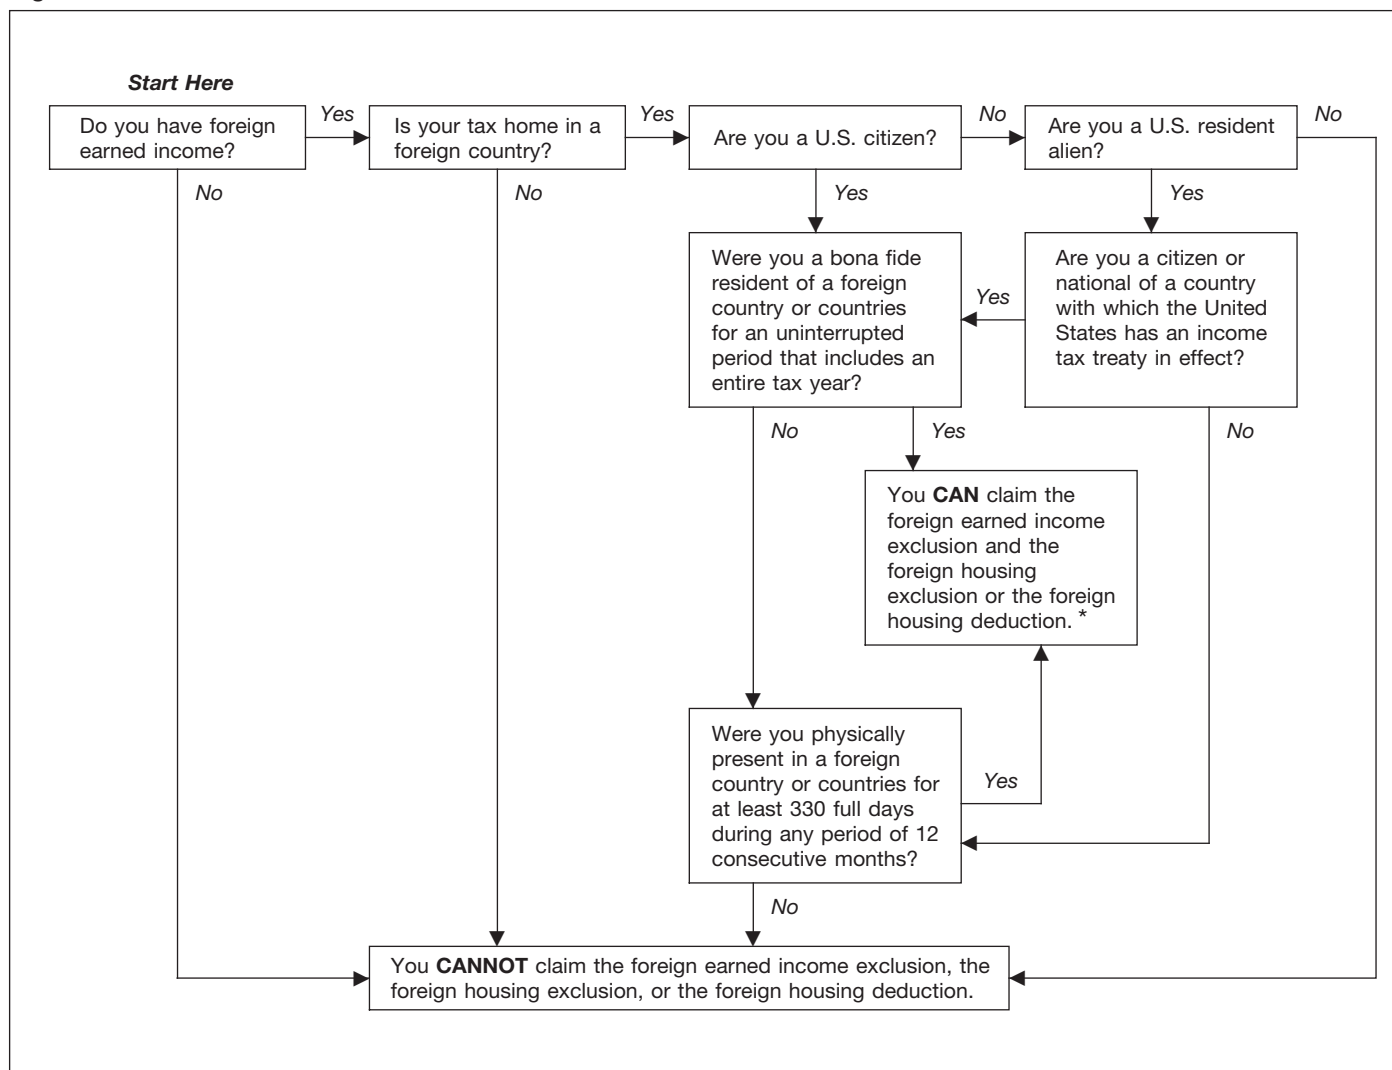 Start Here
Do you have foreign
earned income?
Yes
Is your tax home in a
foreign country?
Yes
Are you a U.S. citizen?
No
Are you a U.S. resident
alien?
No
No
No
Yes
Yes
Were you a bona fide
resident of a foreign
country or countries
for an uninterrupted
period that includes an
entire tax year?
Yes
Are you a citizen or
national of a country
with which the United
States has an income
tax treaty in effect?
No
Yes
No
You CAN claim the
foreign earned income
exclusion and the
foreign housing
exclusion or the foreign
housing deduction. *
Were you physically
present in a foreign
country or countries for
at least 330 full days
during any period of 12
consecutive months?
Yes
No
You CANNOT claim the foreign earned income exclusion, the
foreign housing exclusion, or the foreign housing deduction.